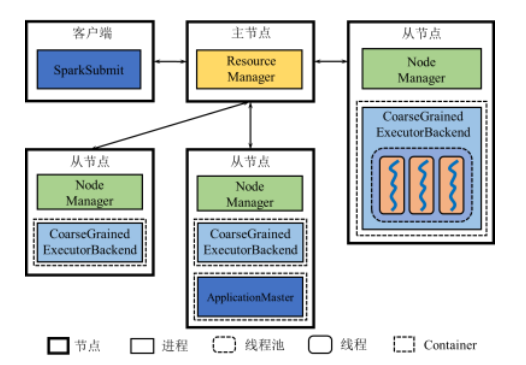 客户端
SparkSubmit
主节点
Resource
Manager
从节点
Node
Manager
CoarseGrained
ExecutorBackend
从节点
Node
Manager
CoarseGrained
ExecutorBackend
从节点
Node
Manager
CoarseGrained
ExecutorBackend
ApplicationMaster
节点
进程
线程池
线程
Container